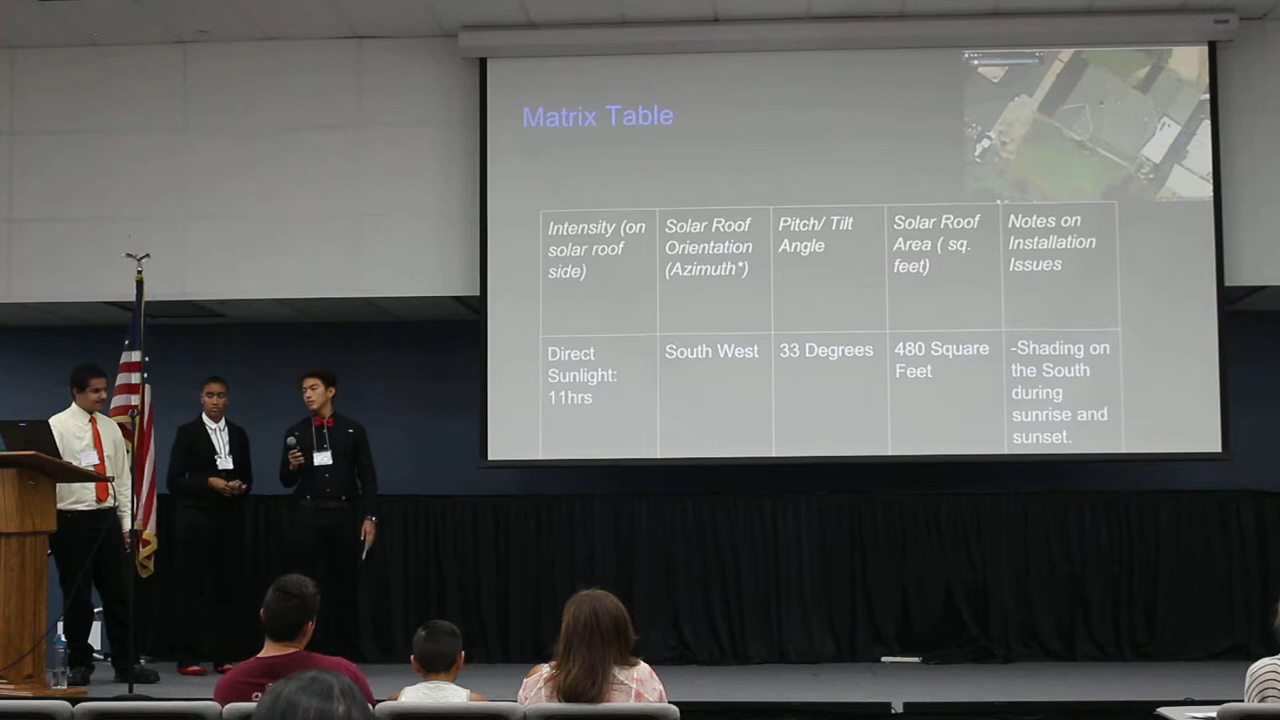 Matrix Table
Intensity (on
solar roof
side)
Solar Roof
Orientation
(Azimuth*)
Pitch/ Tilt
Angle
Solar Roof
Area ( sq.
feet)
Notes on
Installation
Issues
Direct
Sunlight:
11hrs
South West
33 Degrees
480 Square
Feet
-Shading on
the South
during
sunrise and
sunset.